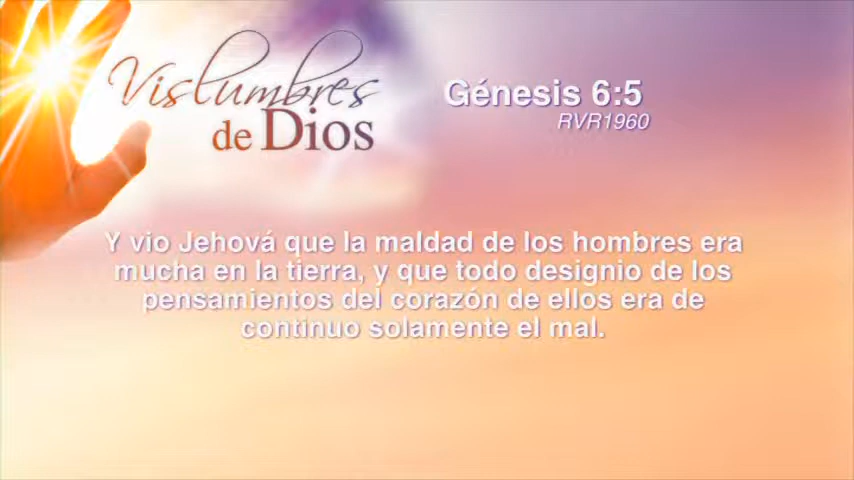 Vislumbres
de Dios
Génesis 6:5
RVR1960
Y vio Jehová que la maldad de los hombres era
mucha en la tierra, y que todo designio de los
pensamientos del corazón de ellos era de
continuo solamente el mal.